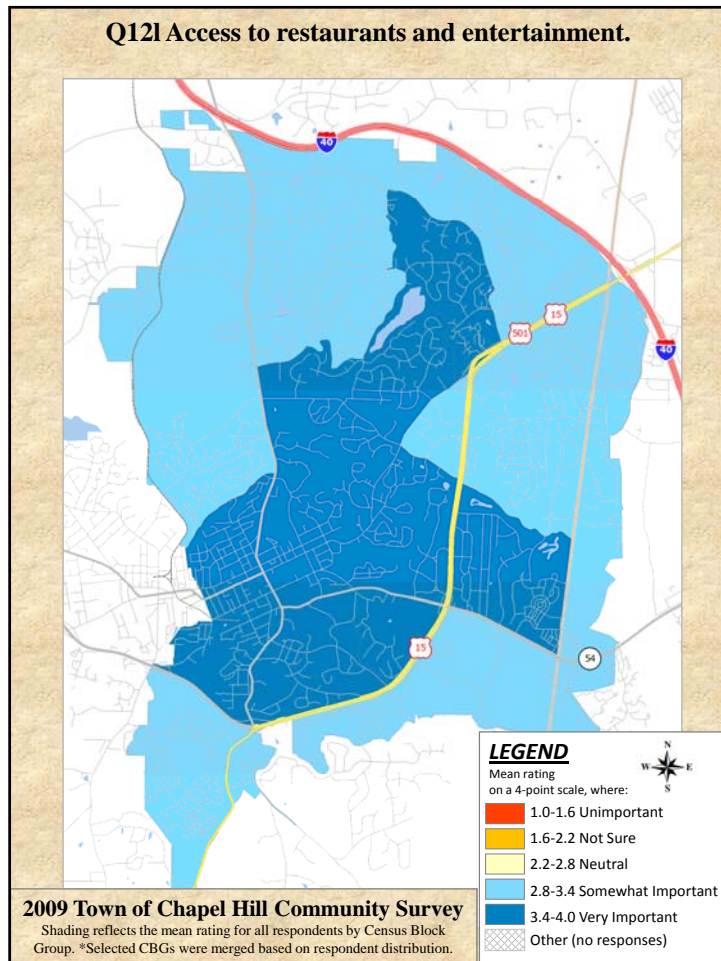 Q12l Access to restaurants and entertainment.
40
15
501
40
15
54
LEGEND
N
W E
S
Mean rating
on a 4-point scale, where:
1.0-1.6 Unimportant
1.6-2.2 Not Sure
2.2-2.8 Neutral
2.8-3.4 Somewhat Important
3.4-4.0 Very Important
Other (no responses)
2009 Town of Chapel Hill Community Survey
Shading reflects the mean rating for all respondents by Census Block
Group. *Selected CBGs were merged based on respondent distribution.